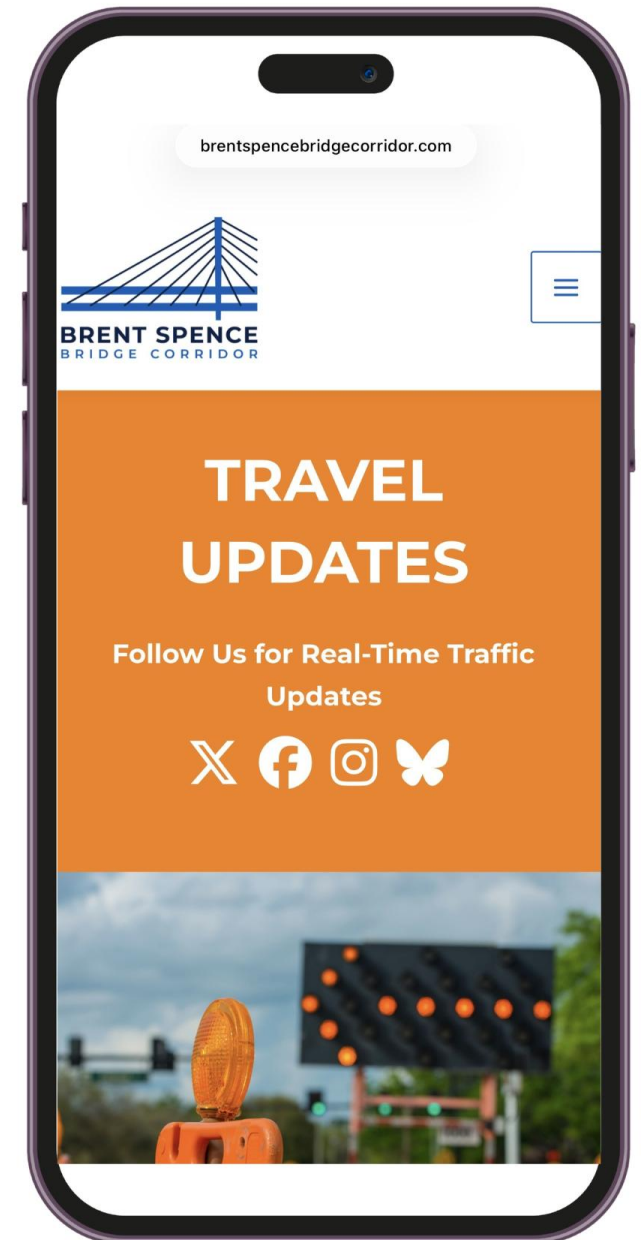 brentspencebridgecorridor.com
BRENT SPENCE
BRIDGE CORRIDOR
TRAVEL
UPDATES
Follow Us for Real-Time Traffic
Updates